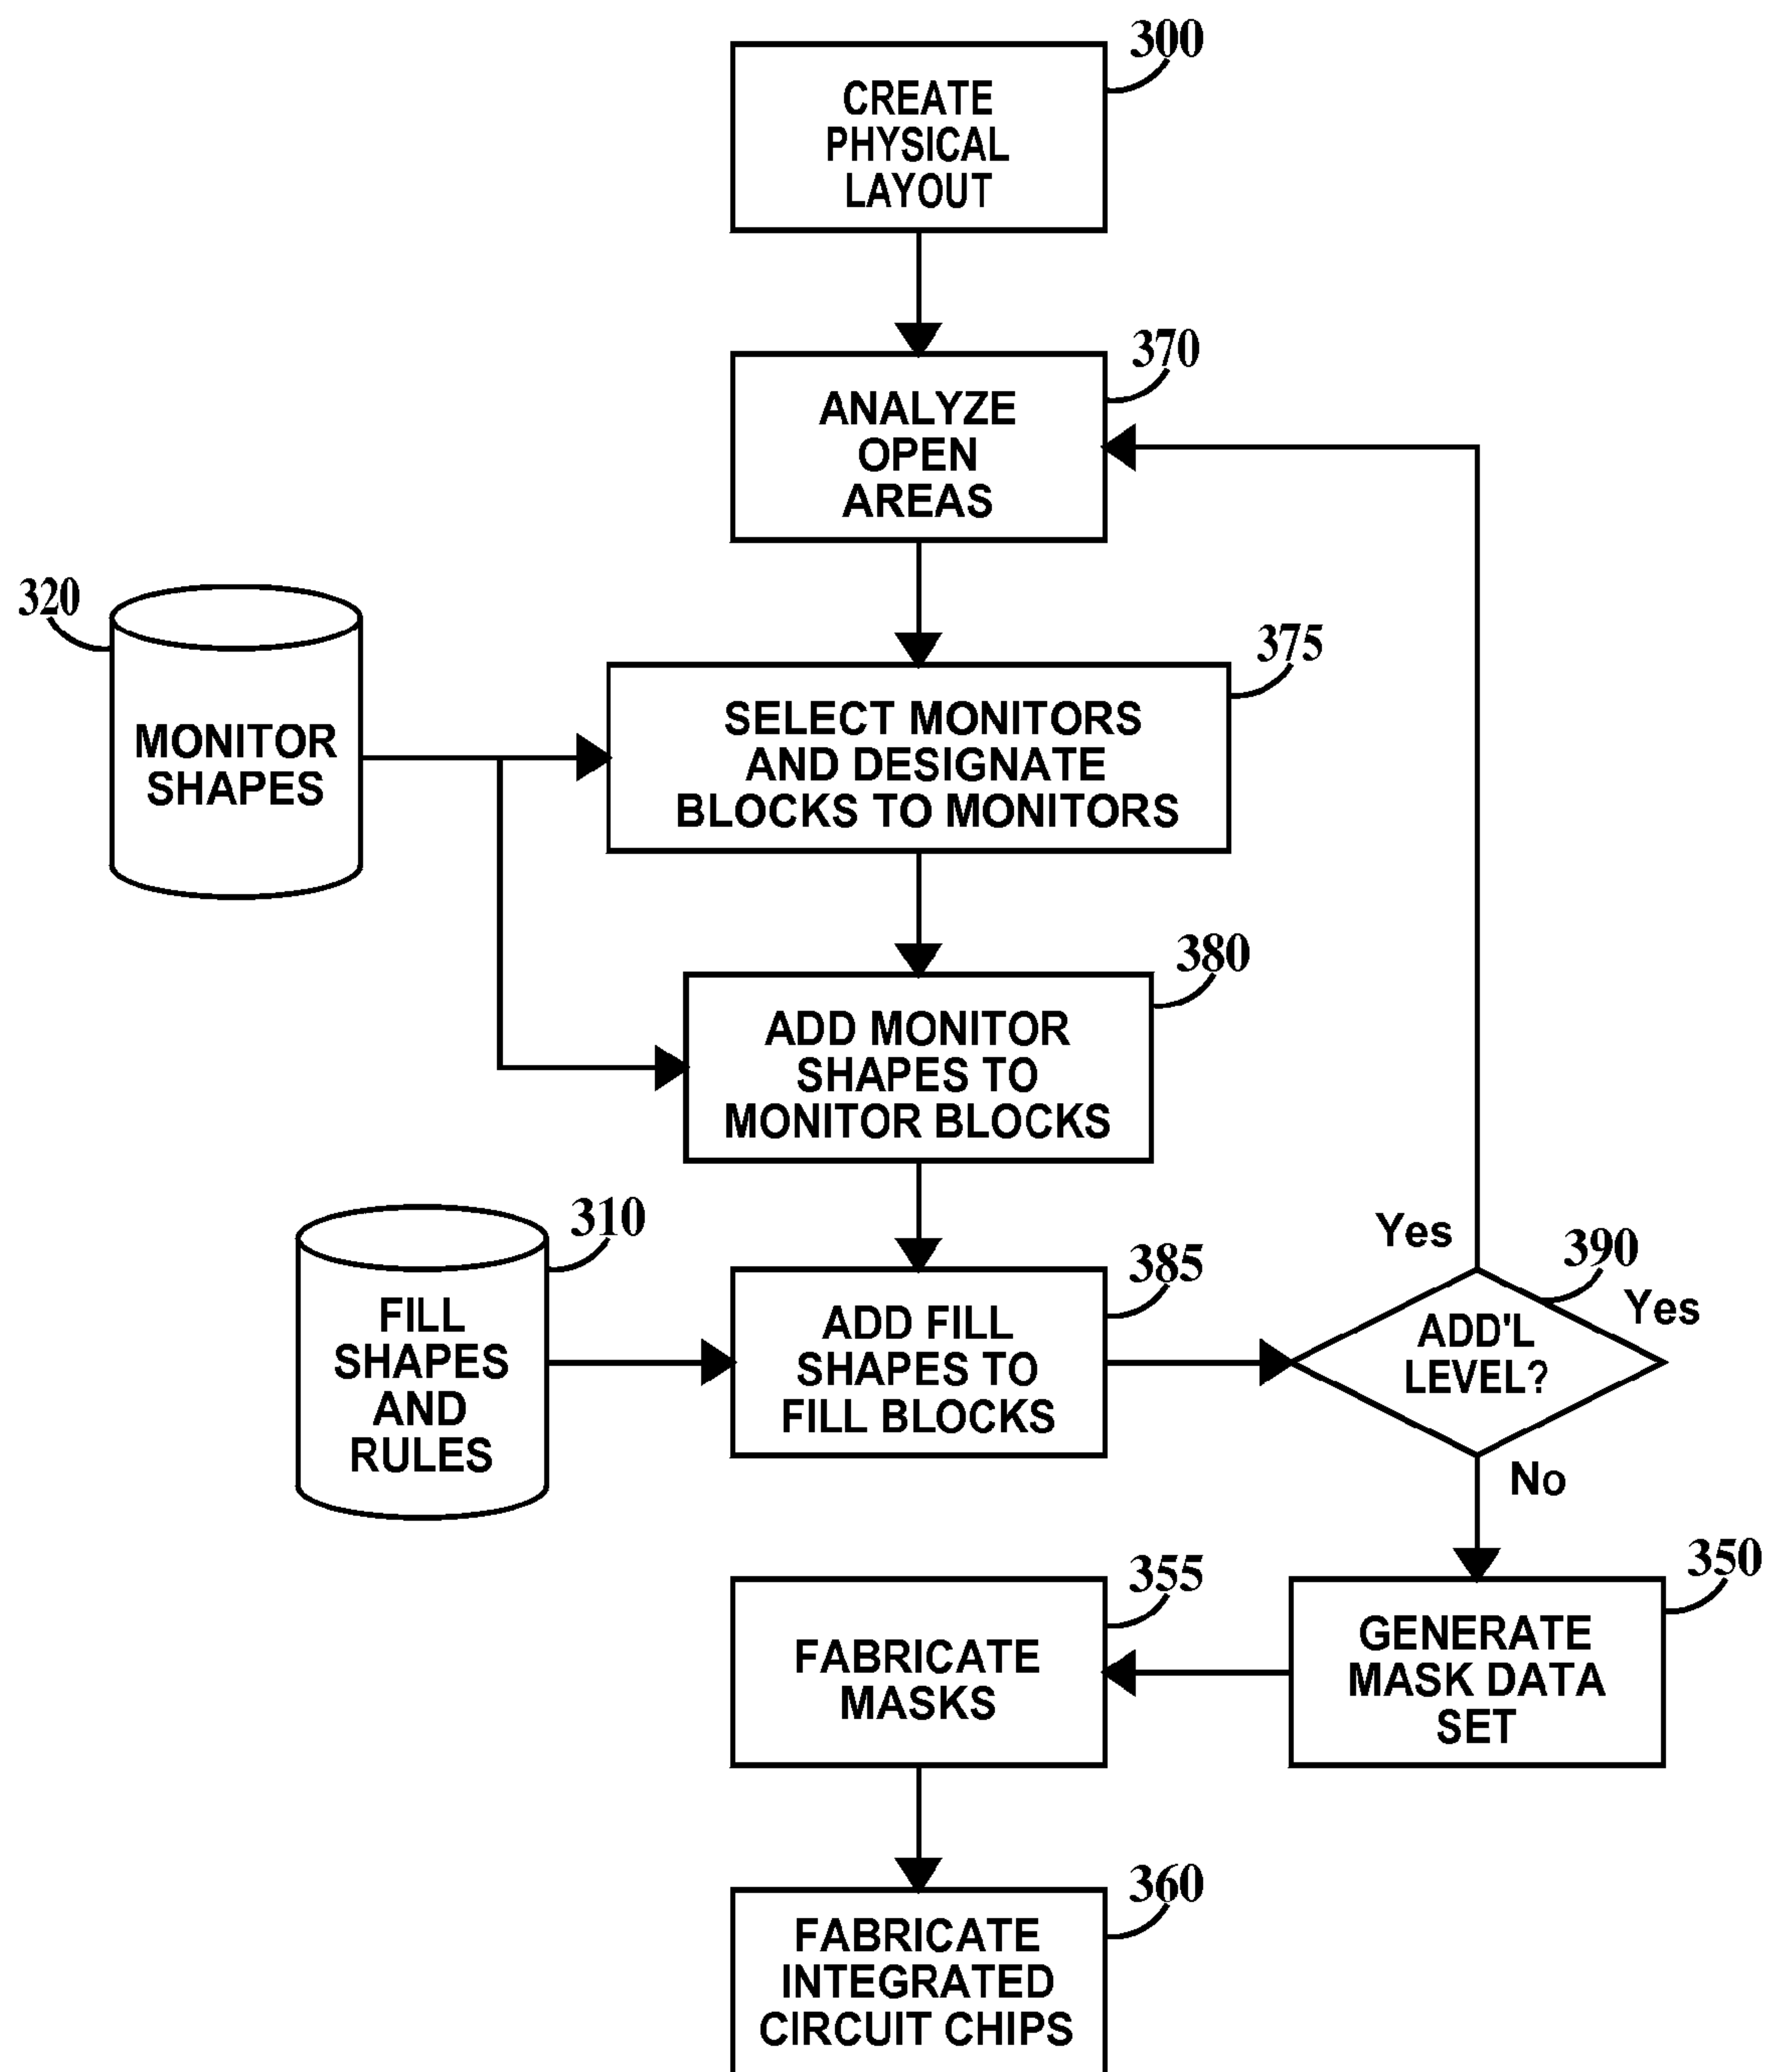 300
CREATE
PHYSICAL
LAYOUT
370
ANALYZE
OPEN
AREAS
320
MONITOR
SHAPES
375
SELECT MONITORS
AND DESIGNATE
BLOCKS TO MONITORS
380
ADD MONITOR
SHAPES TO
MONITOR BLOCKS
310
FILL
SHAPES
AND
RULES
385
ADD FILL
SHAPES TO
FILL BLOCKS
Yes
390
Yes
ADD'L
LEVEL?
No
355
FABRICATE
MASKS
350
GENERATE
MASK DATA
SET
360
FABRICATE
INTEGRATED
CIRCUIT CHIPS